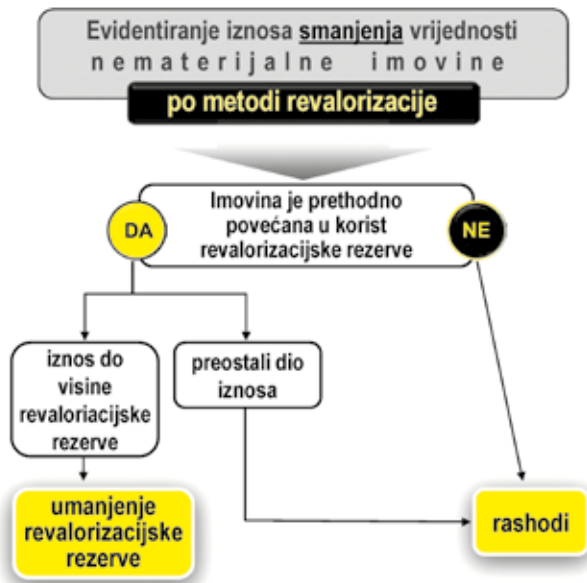 Evidentiranje iznosa smanjenja vrijednosti
nematerijalne imovine
po metodi revalorizacije
Imovina je prethodno
povećana u korist
revalorizacijske rezerve
DA
NE
iznos do
visine
revaloriacijske
rezerve
preostali dio
iznosa
umanjenje
revalorizacijske
rezerve
rashodi